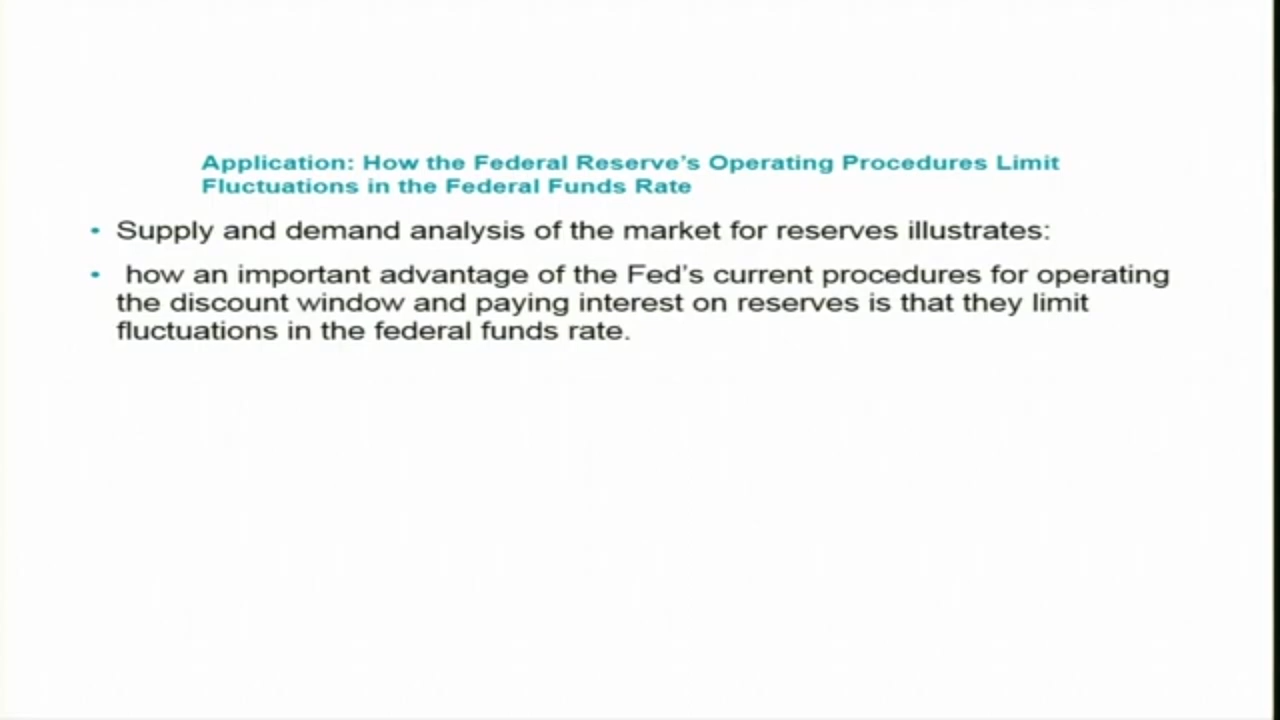 Application: How the Federal Reserve's Operating Procedures Limit
Fluctuations in the Federal Funds Rate
• Supply and demand analysis of the market for reserves illustrates:
• how an important advantage of the Fed's current procedures for operating
the discount window and paying interest on reserves is that they limit
fluctuations in the federal funds rate.